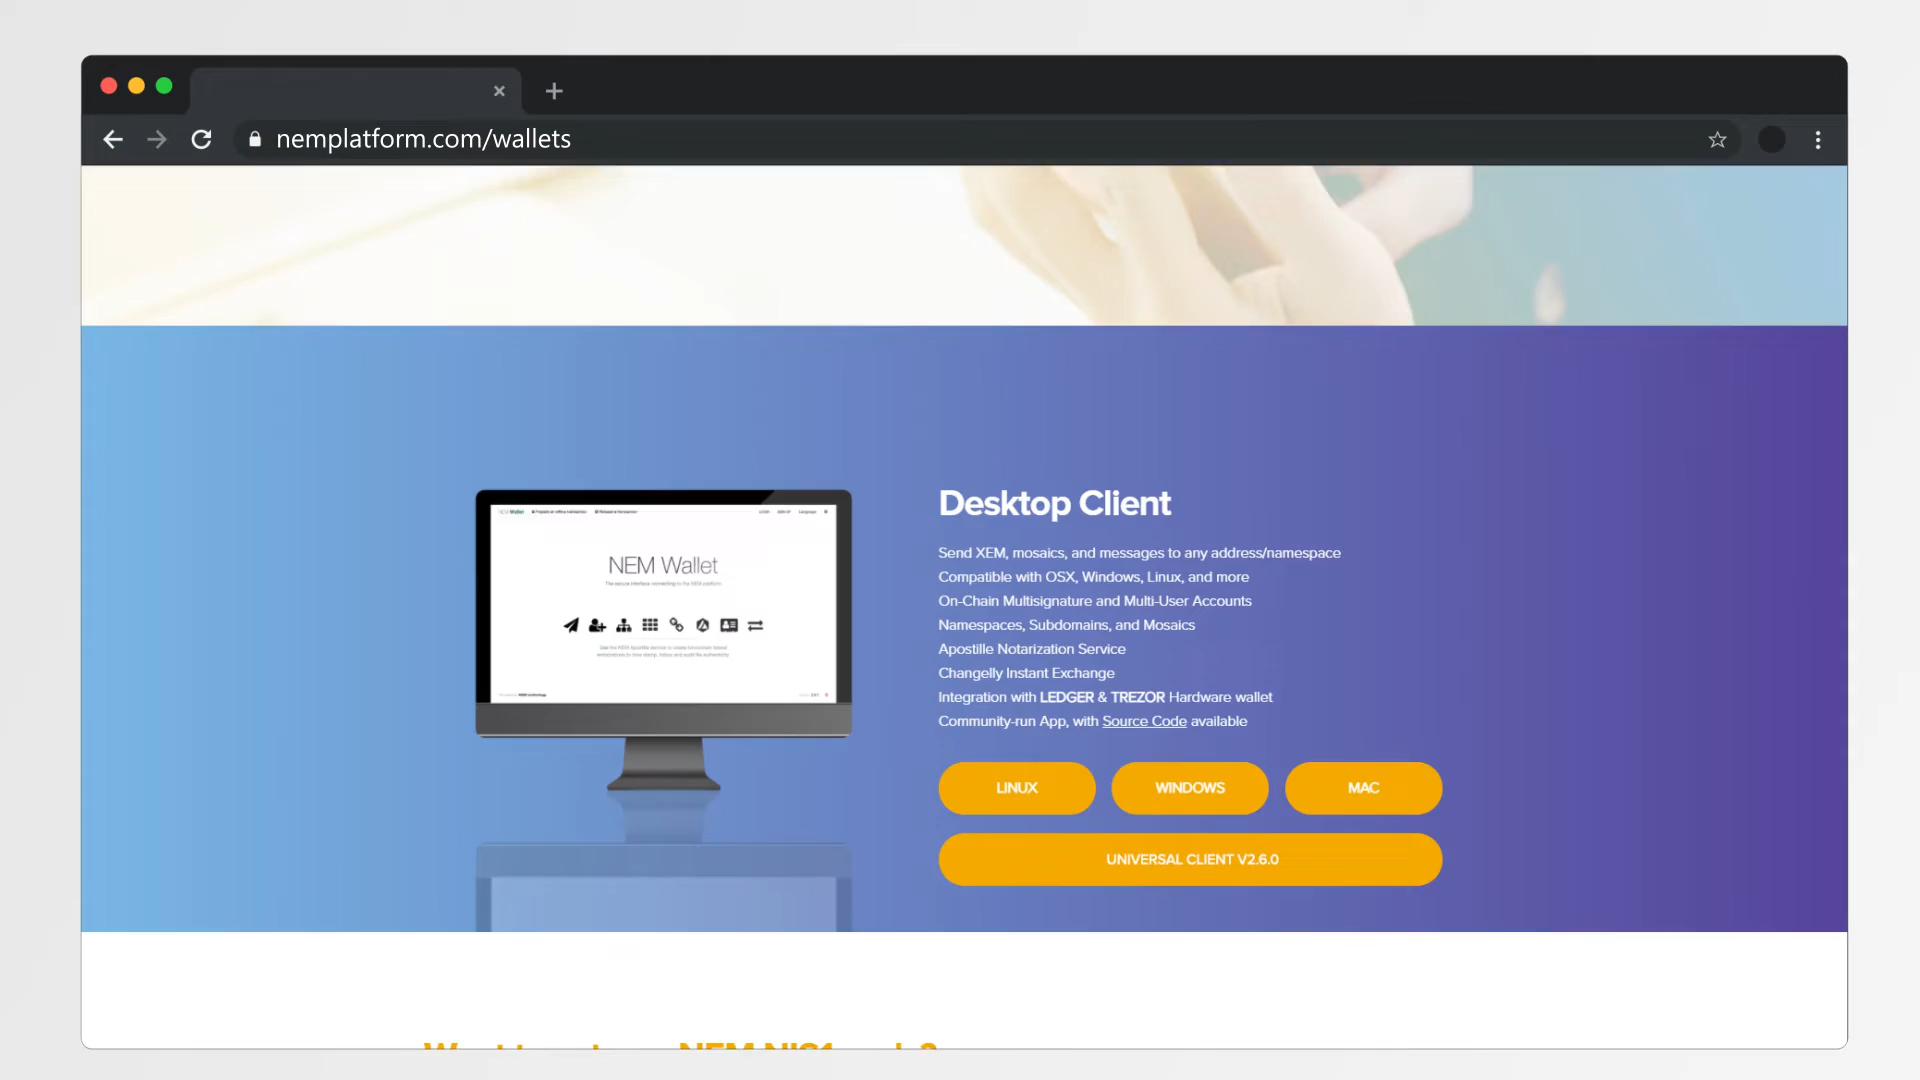 nemplatform.com/wallets
NEM Wallet
Desktop Client
Send XEM, mosaics, and messages to any address/namespace
Compatible with OSX, Windows, Linux, and more
On-Chain Multisignature and Multi-User Accounts
Namespaces, Subdomains, and Mosaics
Apostille Notarization Service
Changelly Instant Exchange
Integration with LEDGER & TREZOR Hardware wallet
Community-run App, with Source Code available
LINUX
WINDOWS
MAC
UNIVERSAL CLIENT V2.6.0